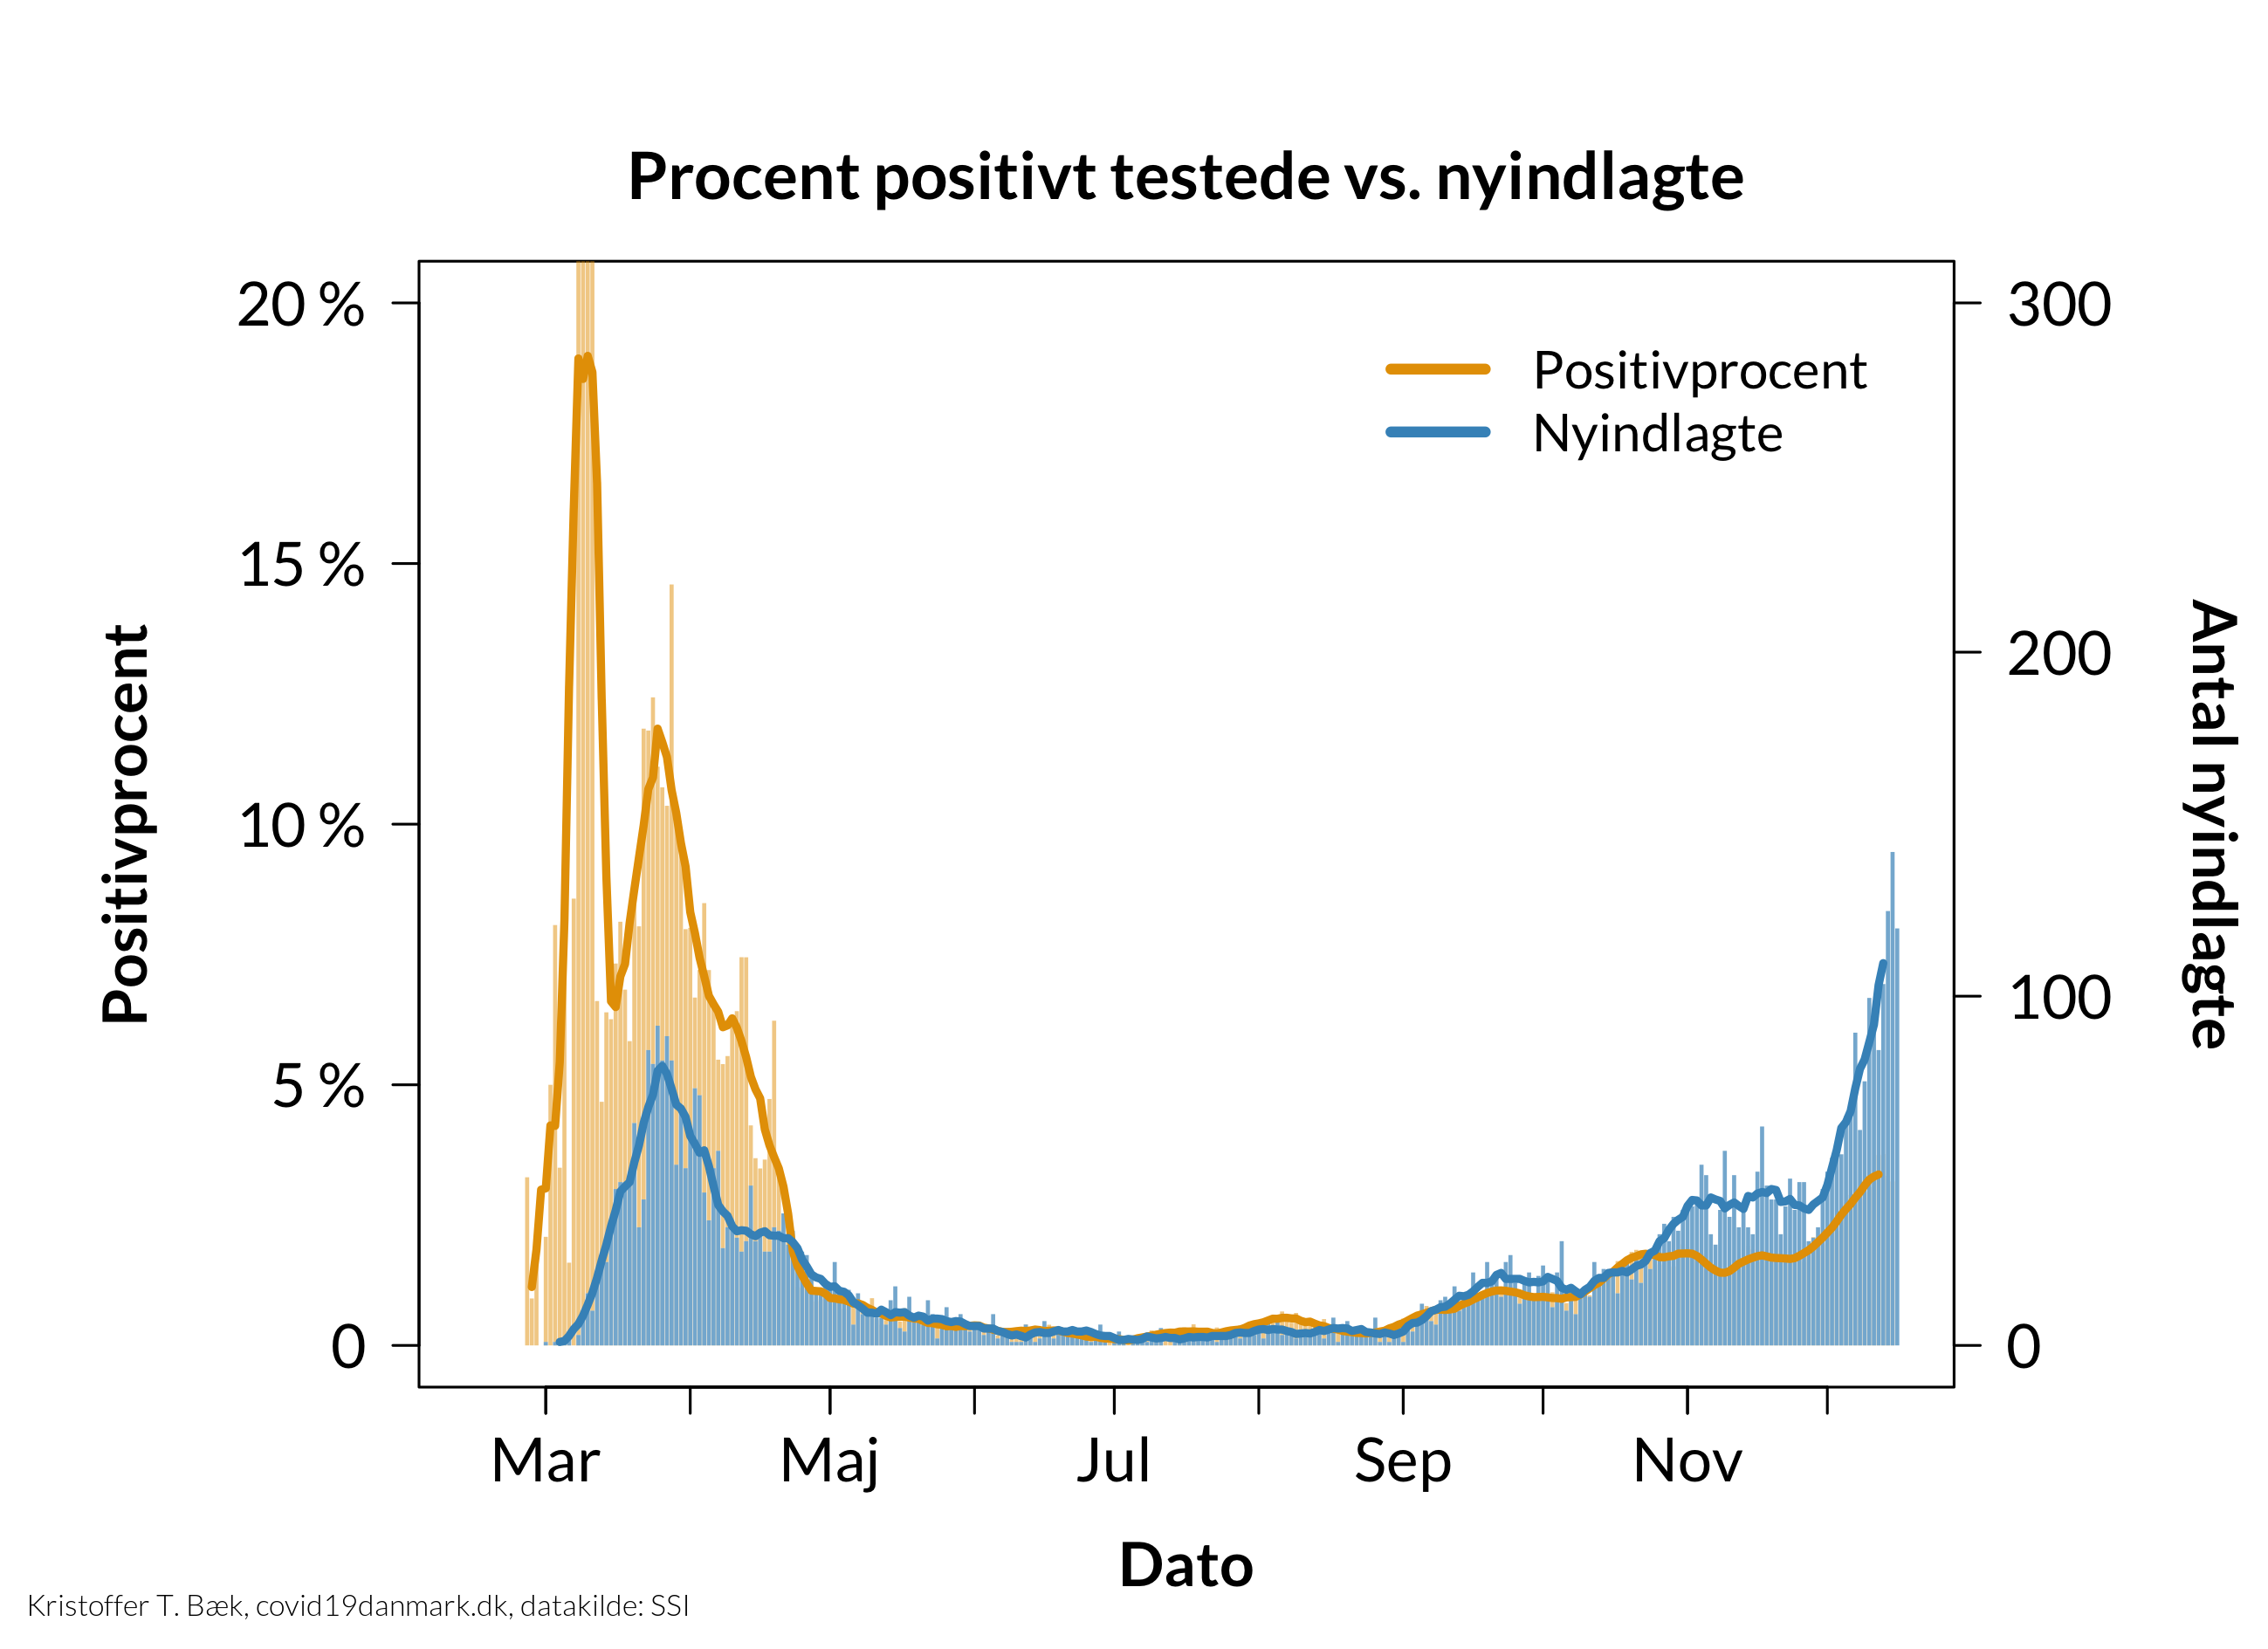 Procent positivt testede vs. nyindlagte
20 %
15 %
10 %
5 %
0
Positivprocent
Positivprocent
Nyindlagte
300
200
100
0
Antal nyindlagte
Mar
Maj
Jul
Sep
Nov
Dato
Kristoffer T. Bæk, covid19danmark.dk, datakilde: SSI